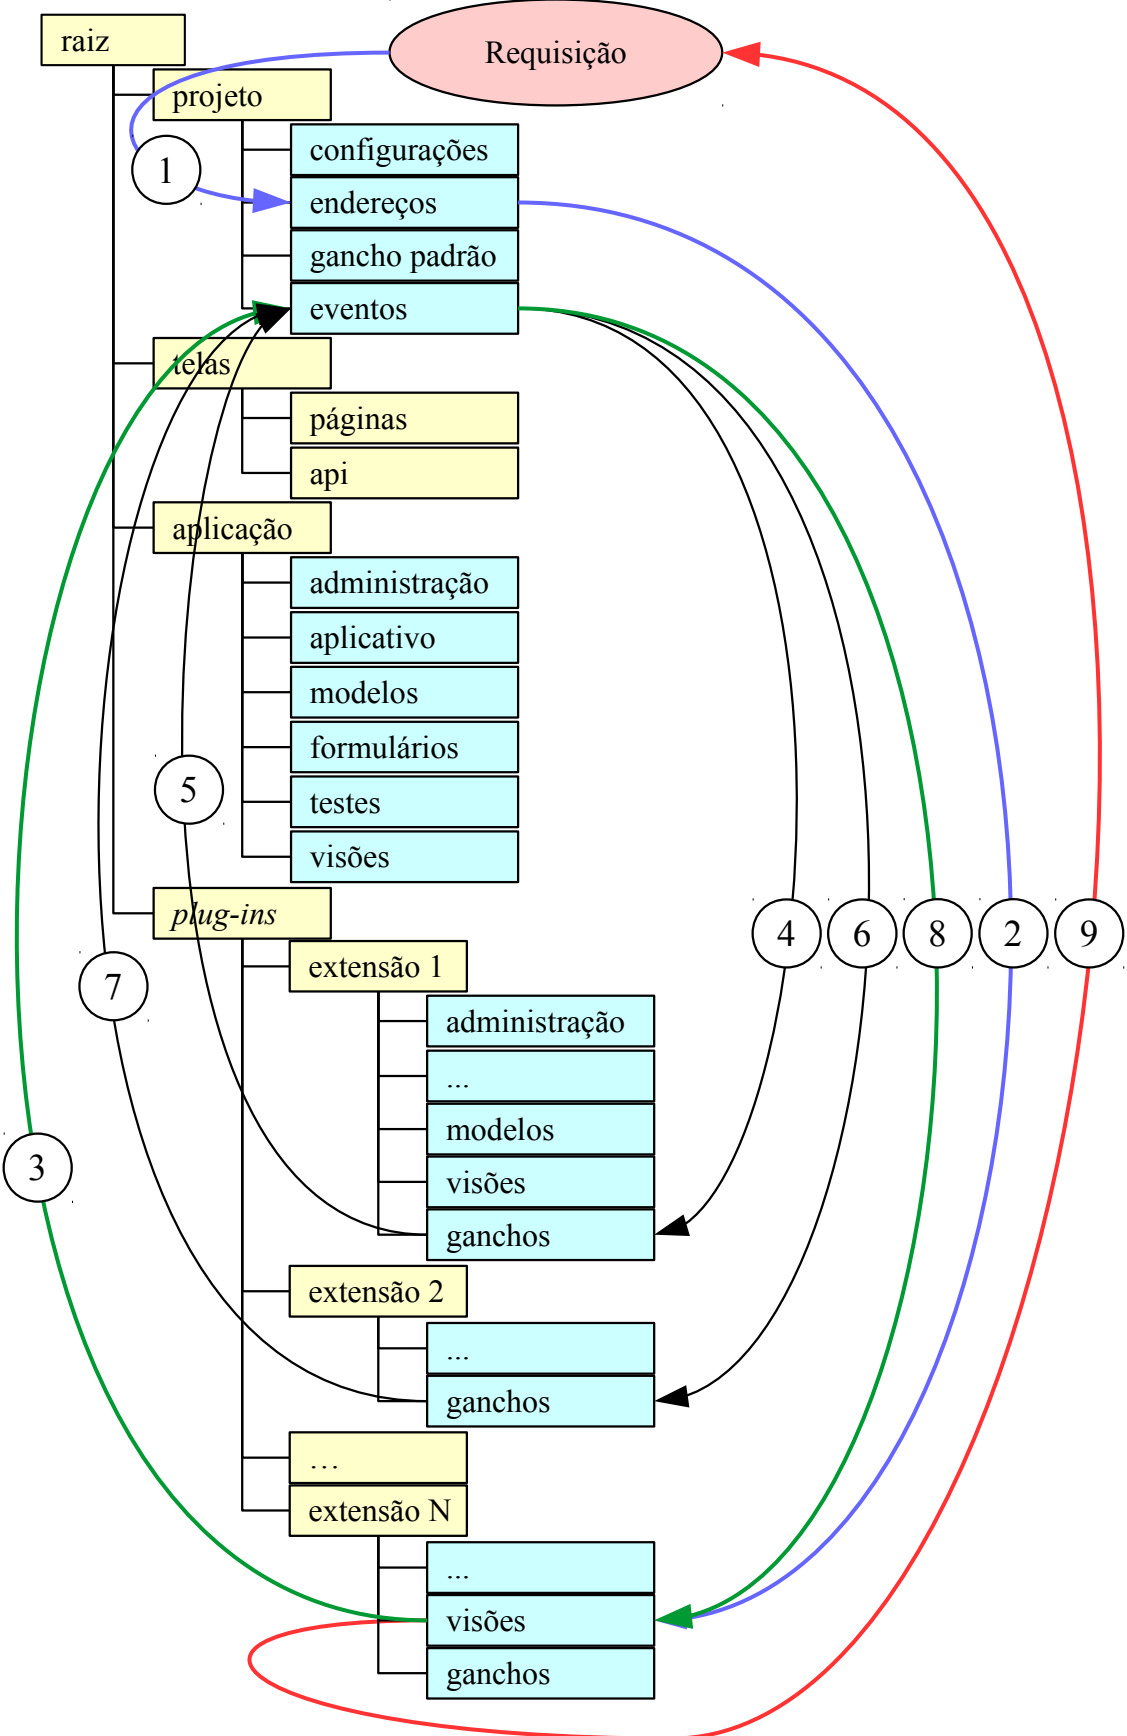 raiz
Requisição
projeto
configurações
1
endereços
gancho padrão
eventos
telas
páginas
api
aplicação
administração
aplicativo
modelos
formulários
5
testes
visões
plug-ins
4
6
8
2
9
extensão 1
7
administração
...
modelos
3
visões
ganchos
extensão 2
...
ganchos
...
extensão N
...
visões
ganchos